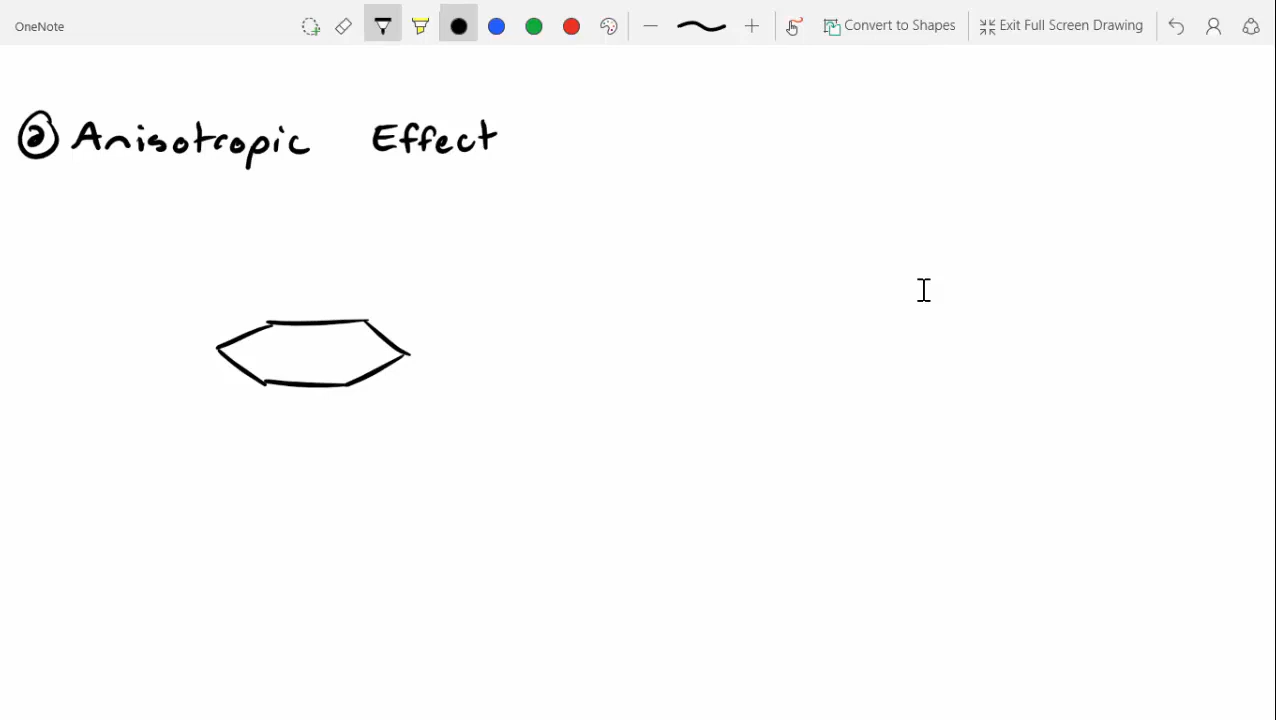 OneNote
Convert to Shapes
Exit Full Screen Drawing
② Anisotropic Effect